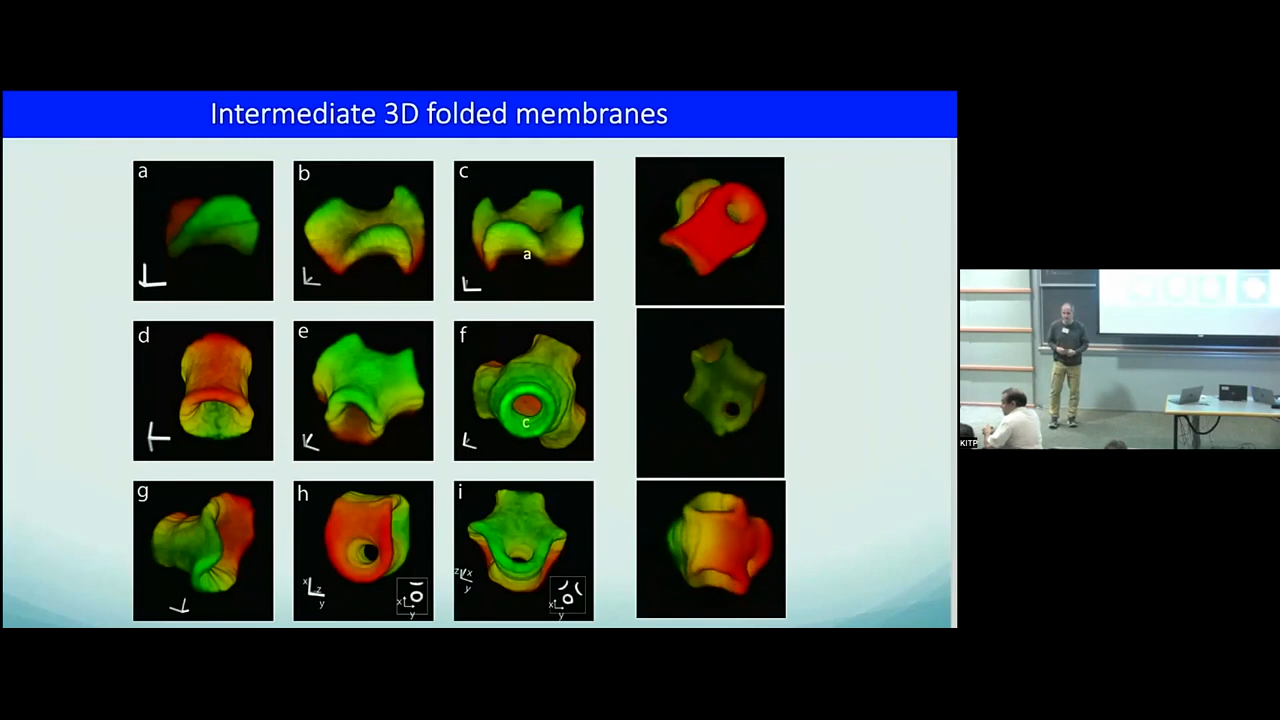 Intermediate 3D folded membranes
a
b
c
a
d
e
f
c
g
h
i
x
z
y
x
y
z
x
y
x
y
KITP